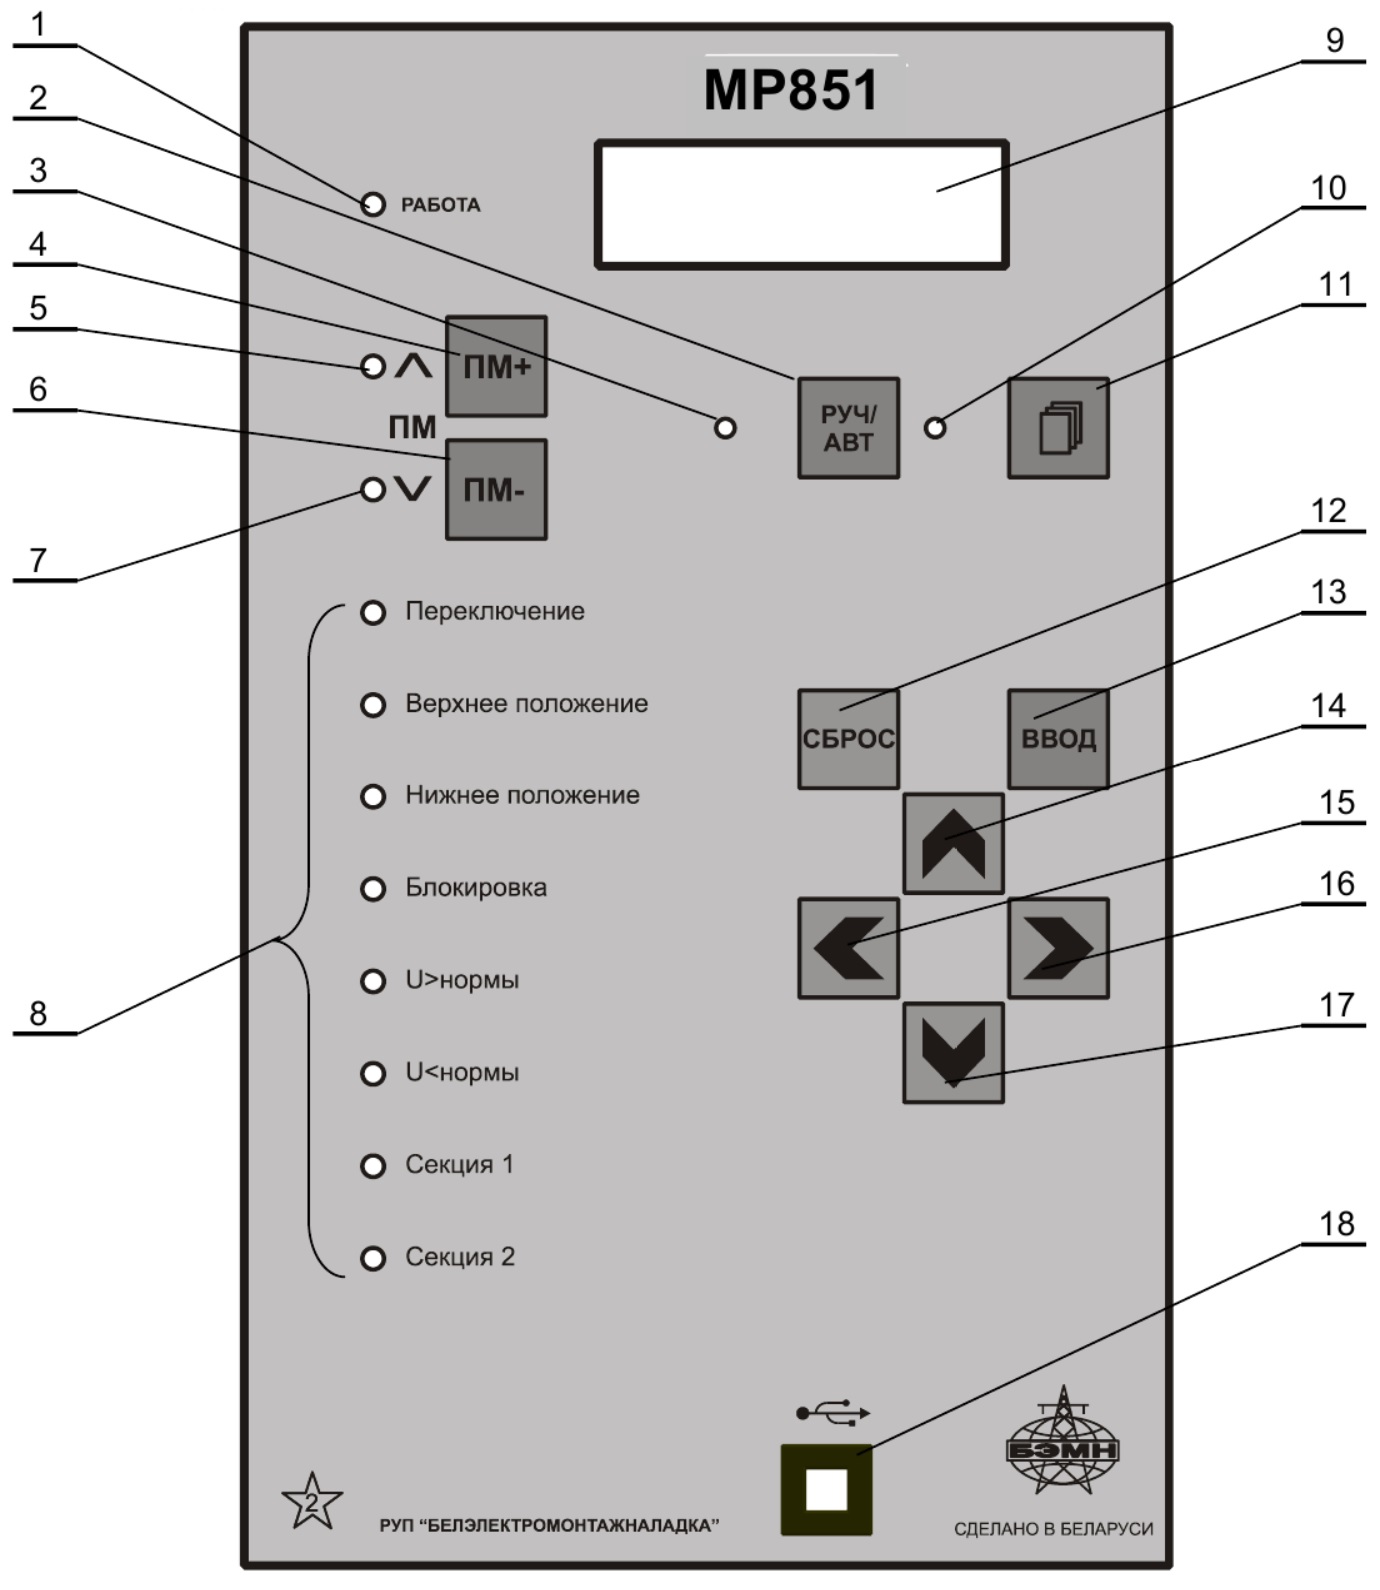 1
2
3
4
5
6
7
8
9
10
11
12
13
14
15
16
17
18
МР851
РАБОТА
ПМ+
ПМ
ПМ-
РУЧ/
АВТ
Переключение
Верхнее положение
Нижнее положение
Блокировка
U>нормы
U<нормы
Секция 1
Секция 2
СБРОС
ВВОД
2
РУП “БЕЛЭЛЕКТРОМОНТАЖНАЛАДКА”
БЭМН
СДЕЛАНО В БЕЛАРУСИ